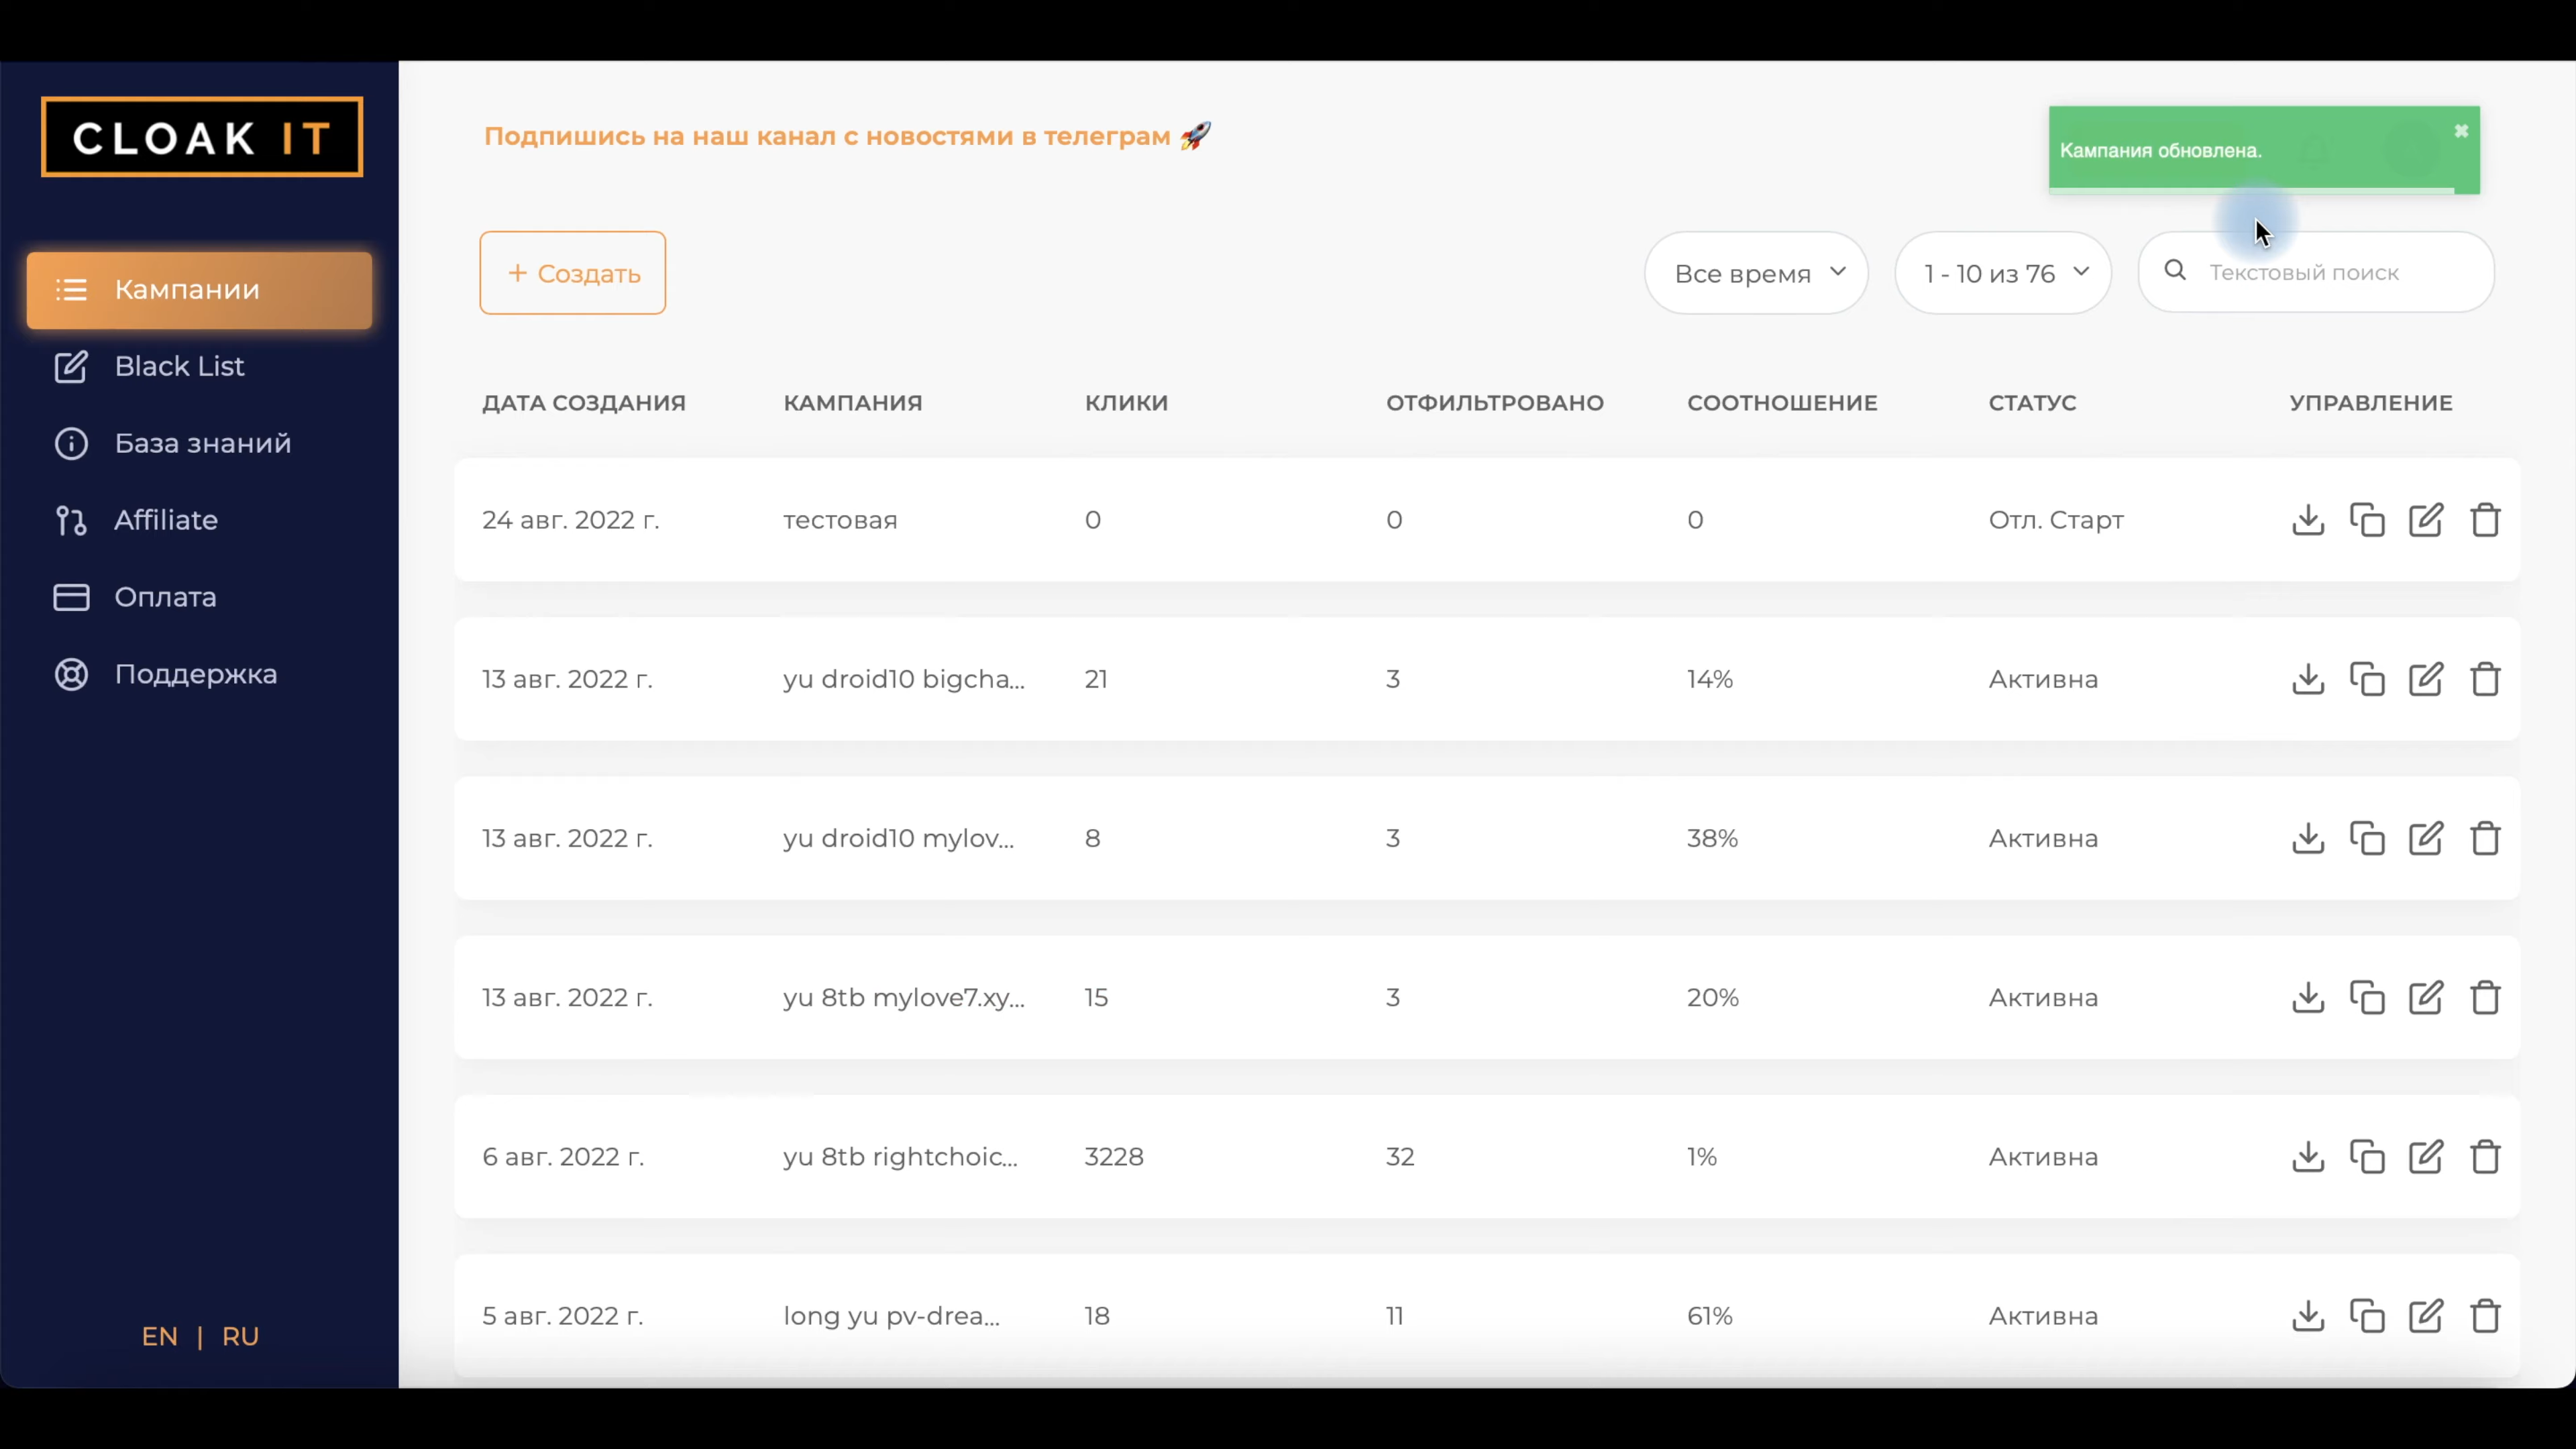 CLOAK IT
Подпишись на наш канал с новостями в телеграм 🚀
Кампания обновлена.
Кампании
Black List
База знаний
Affiliate
Оплата
Поддержка
EN | RU
+ Создать
Все время
1 - 10 из 76
Текстовый поиск
ДАТА СОЗДАНИЯ КАМПАНИЯ КЛИКИ ОТФИЛЬТРОВАНО СООТНОШЕНИЕ СТАТУС УПРАВЛЕНИЕ
24 авг. 2022 г. тестовая 0 0 0 Отл. Старт
13 авг. 2022 г. yu droid10 bigcha... 21 3 14% Активна
13 авг. 2022 г. yu droid10 mylov... 8 3 38% Активна
13 авг. 2022 г. yu 8tb mylove7.xy... 15 3 20% Активна
6 авг. 2022 г. yu 8tb rightchoic... 3228 32 1% Активна
5 авг. 2022 г. long yu pv-drea... 18 11 61% Активна